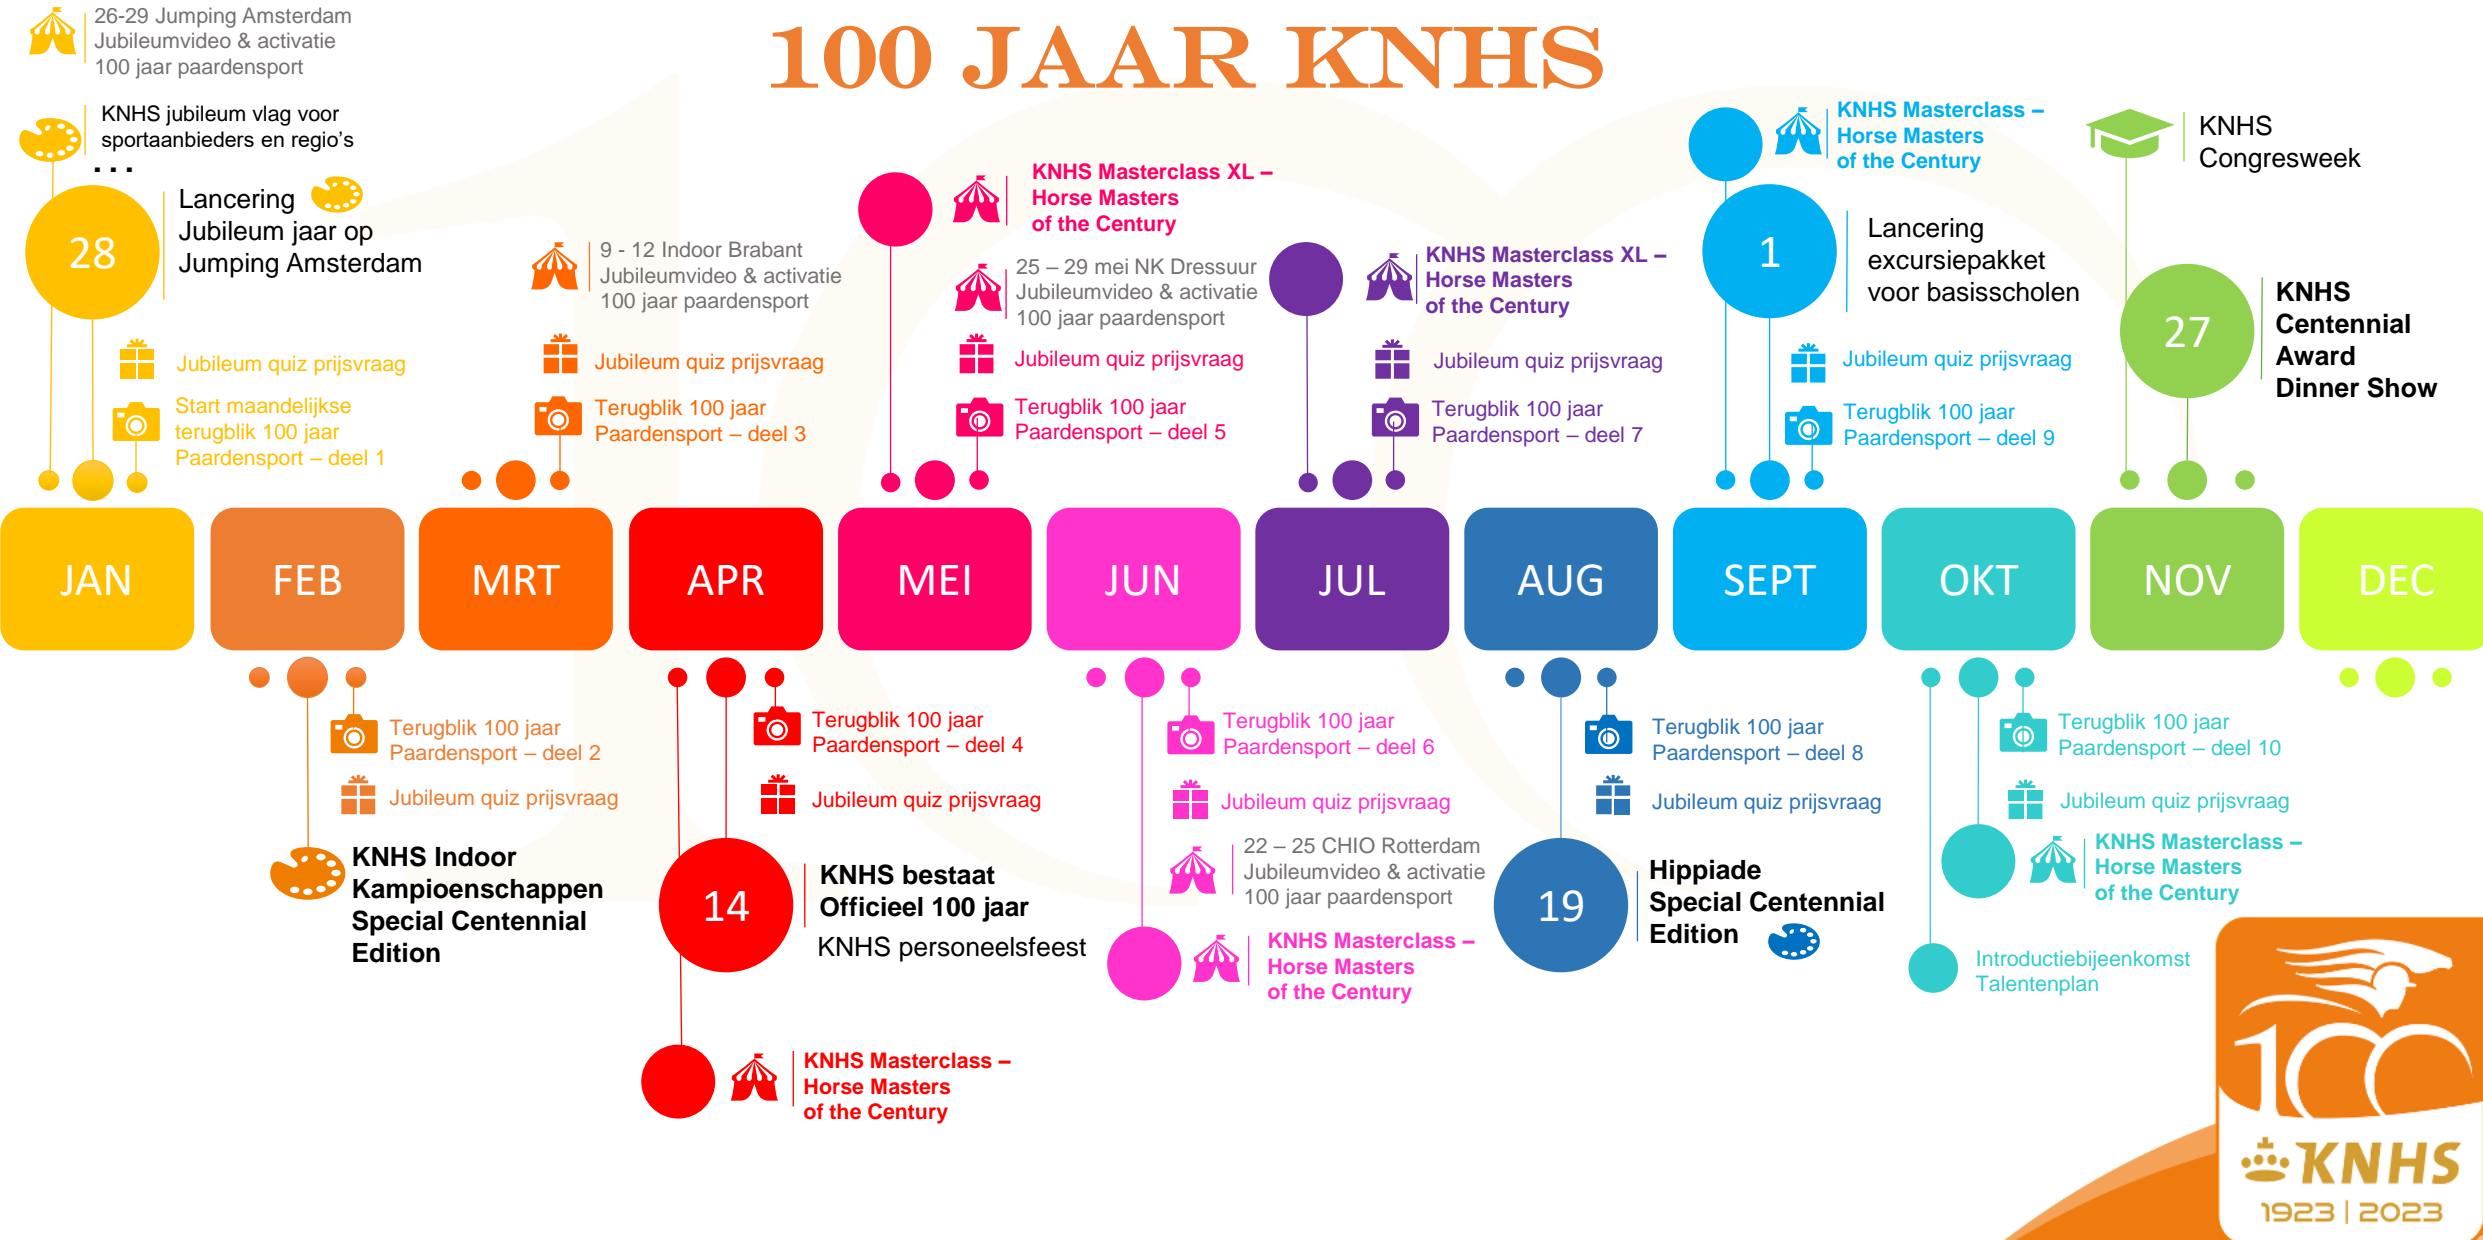 100 JAAR KNHS
26-29 Jumping Amsterdam
Jubileumvideo & activatie
100 jaar paardensport
KNHS jubileum vlag voor
sportaanbieders en regio's
...
28
Lancering
Jubileum jaar op
Jumping Amsterdam
Jubileum quiz prijsvraag
Start maandelijkse
terugblik 100 jaar
Paardensport – deel 1
9 - 12 Indoor Brabant
Jubileumvideo & activatie
100 jaar paardensport
Jubileum quiz prijsvraag
Terugblik 100 jaar
Paardensport – deel 3
KNHS Masterclass XL –
Horse Masters
of the Century
25 – 29 mei NK Dressuur
Jubileumvideo & activatie
100 jaar paardensport
Jubileum quiz prijsvraag
Terugblik 100 jaar
Paardensport – deel 5
KNHS Masterclass XL –
Horse Masters
of the Century
Jubileum quiz prijsvraag
Terugblik 100 jaar
Paardensport – deel 7
KNHS Masterclass –
Horse Masters
of the Century
1
Lancering
excursiepakket
voor basisscholen
Jubileum quiz prijsvraag
Terugblik 100 jaar
Paardensport – deel 9
KNHS
Congresweek
27
KNHS
Centennial
Award
Dinner Show
JAN
FEB
MRT
APR
MEI
JUN
JUL
AUG
SEPT
OKT
NOV
DEC
Terugblik 100 jaar
Paardensport – deel 2
Jubileum quiz prijsvraag
KNHS Indoor
Kampioenschappen
Special Centennial
Edition
Terugblik 100 jaar
Paardensport – deel 4
Jubileum quiz prijsvraag
14
KNHS bestaat
Officieel 100 jaar
KNHS personeelsfeest
KNHS Masterclass –
Horse Masters
of the Century
Terugblik 100 jaar
Paardensport – deel 6
Jubileum quiz prijsvraag
22 – 25 CHIO Rotterdam
Jubileumvideo & activatie
100 jaar paardensport
KNHS Masterclass –
Horse Masters
of the Century
Terugblik 100 jaar
Paardensport – deel 8
Jubileum quiz prijsvraag
19
Hippiade
Special Centennial
Edition
Terugblik 100 jaar
Paardensport – deel 10
Jubileum quiz prijsvraag
KNHS Masterclass –
Horse Masters
of the Century
Introductiebijeenkomst
Talentenplan
100
KNHS
1923 | 2023